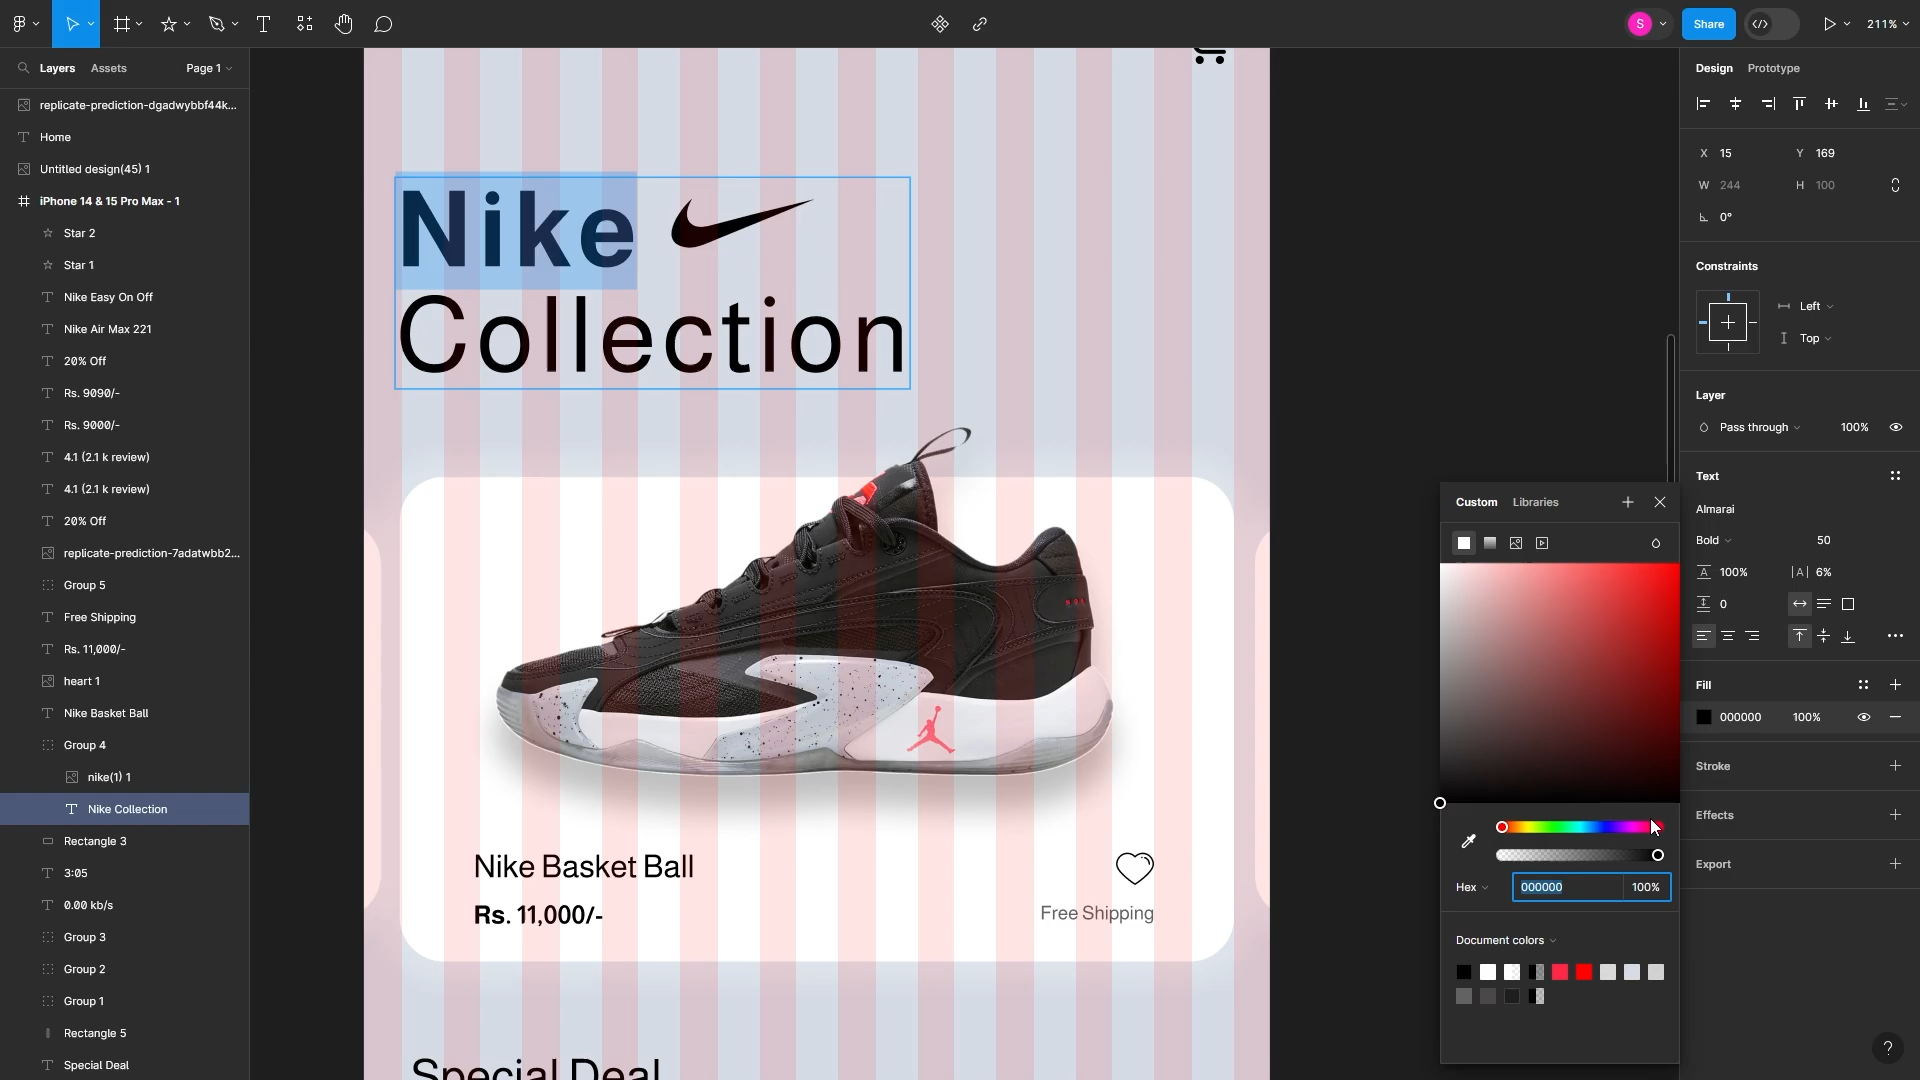 S
Share
211%
Layers
Assets
Page 1
replicate-prediction-dgadwybbf44k...
Home
Untitled design(45) 1
iPhone 14 & 15 Pro Max - 1
Star 2
Star 1
Nike Easy On Off
Nike Air Max 221
20% Off
Rs. 9090/-
Rs. 9000/-
4.1 (2.1 k review)
4.1 (2.1 k review)
20% Off
replicate-prediction-7adatwbb2...
Group 5
Free Shipping
Rs. 11,000/-
heart 1
Nike Basket Ball
Group 4
nike(1) 1
Nike Collection
Rectangle 3
3:05
0.00 kb/s
Group 3
Group 2
Group 1
Rectangle 5
Special Deal
Nike
Collection
Nike Basket Ball
Rs. 11,000/-
Free Shipping
Special Deal
Custom
Libraries
Hex
000000
100%
Document colors
Design
Prototype
X 15
Y 169
W 244
H 100
0°
Constraints
Left
Top
Layer
Pass through
100%
Text
Almarai
Bold
50
100%
|A| 6%
0
Fill
000000
100%
Stroke
Effects
Export
?